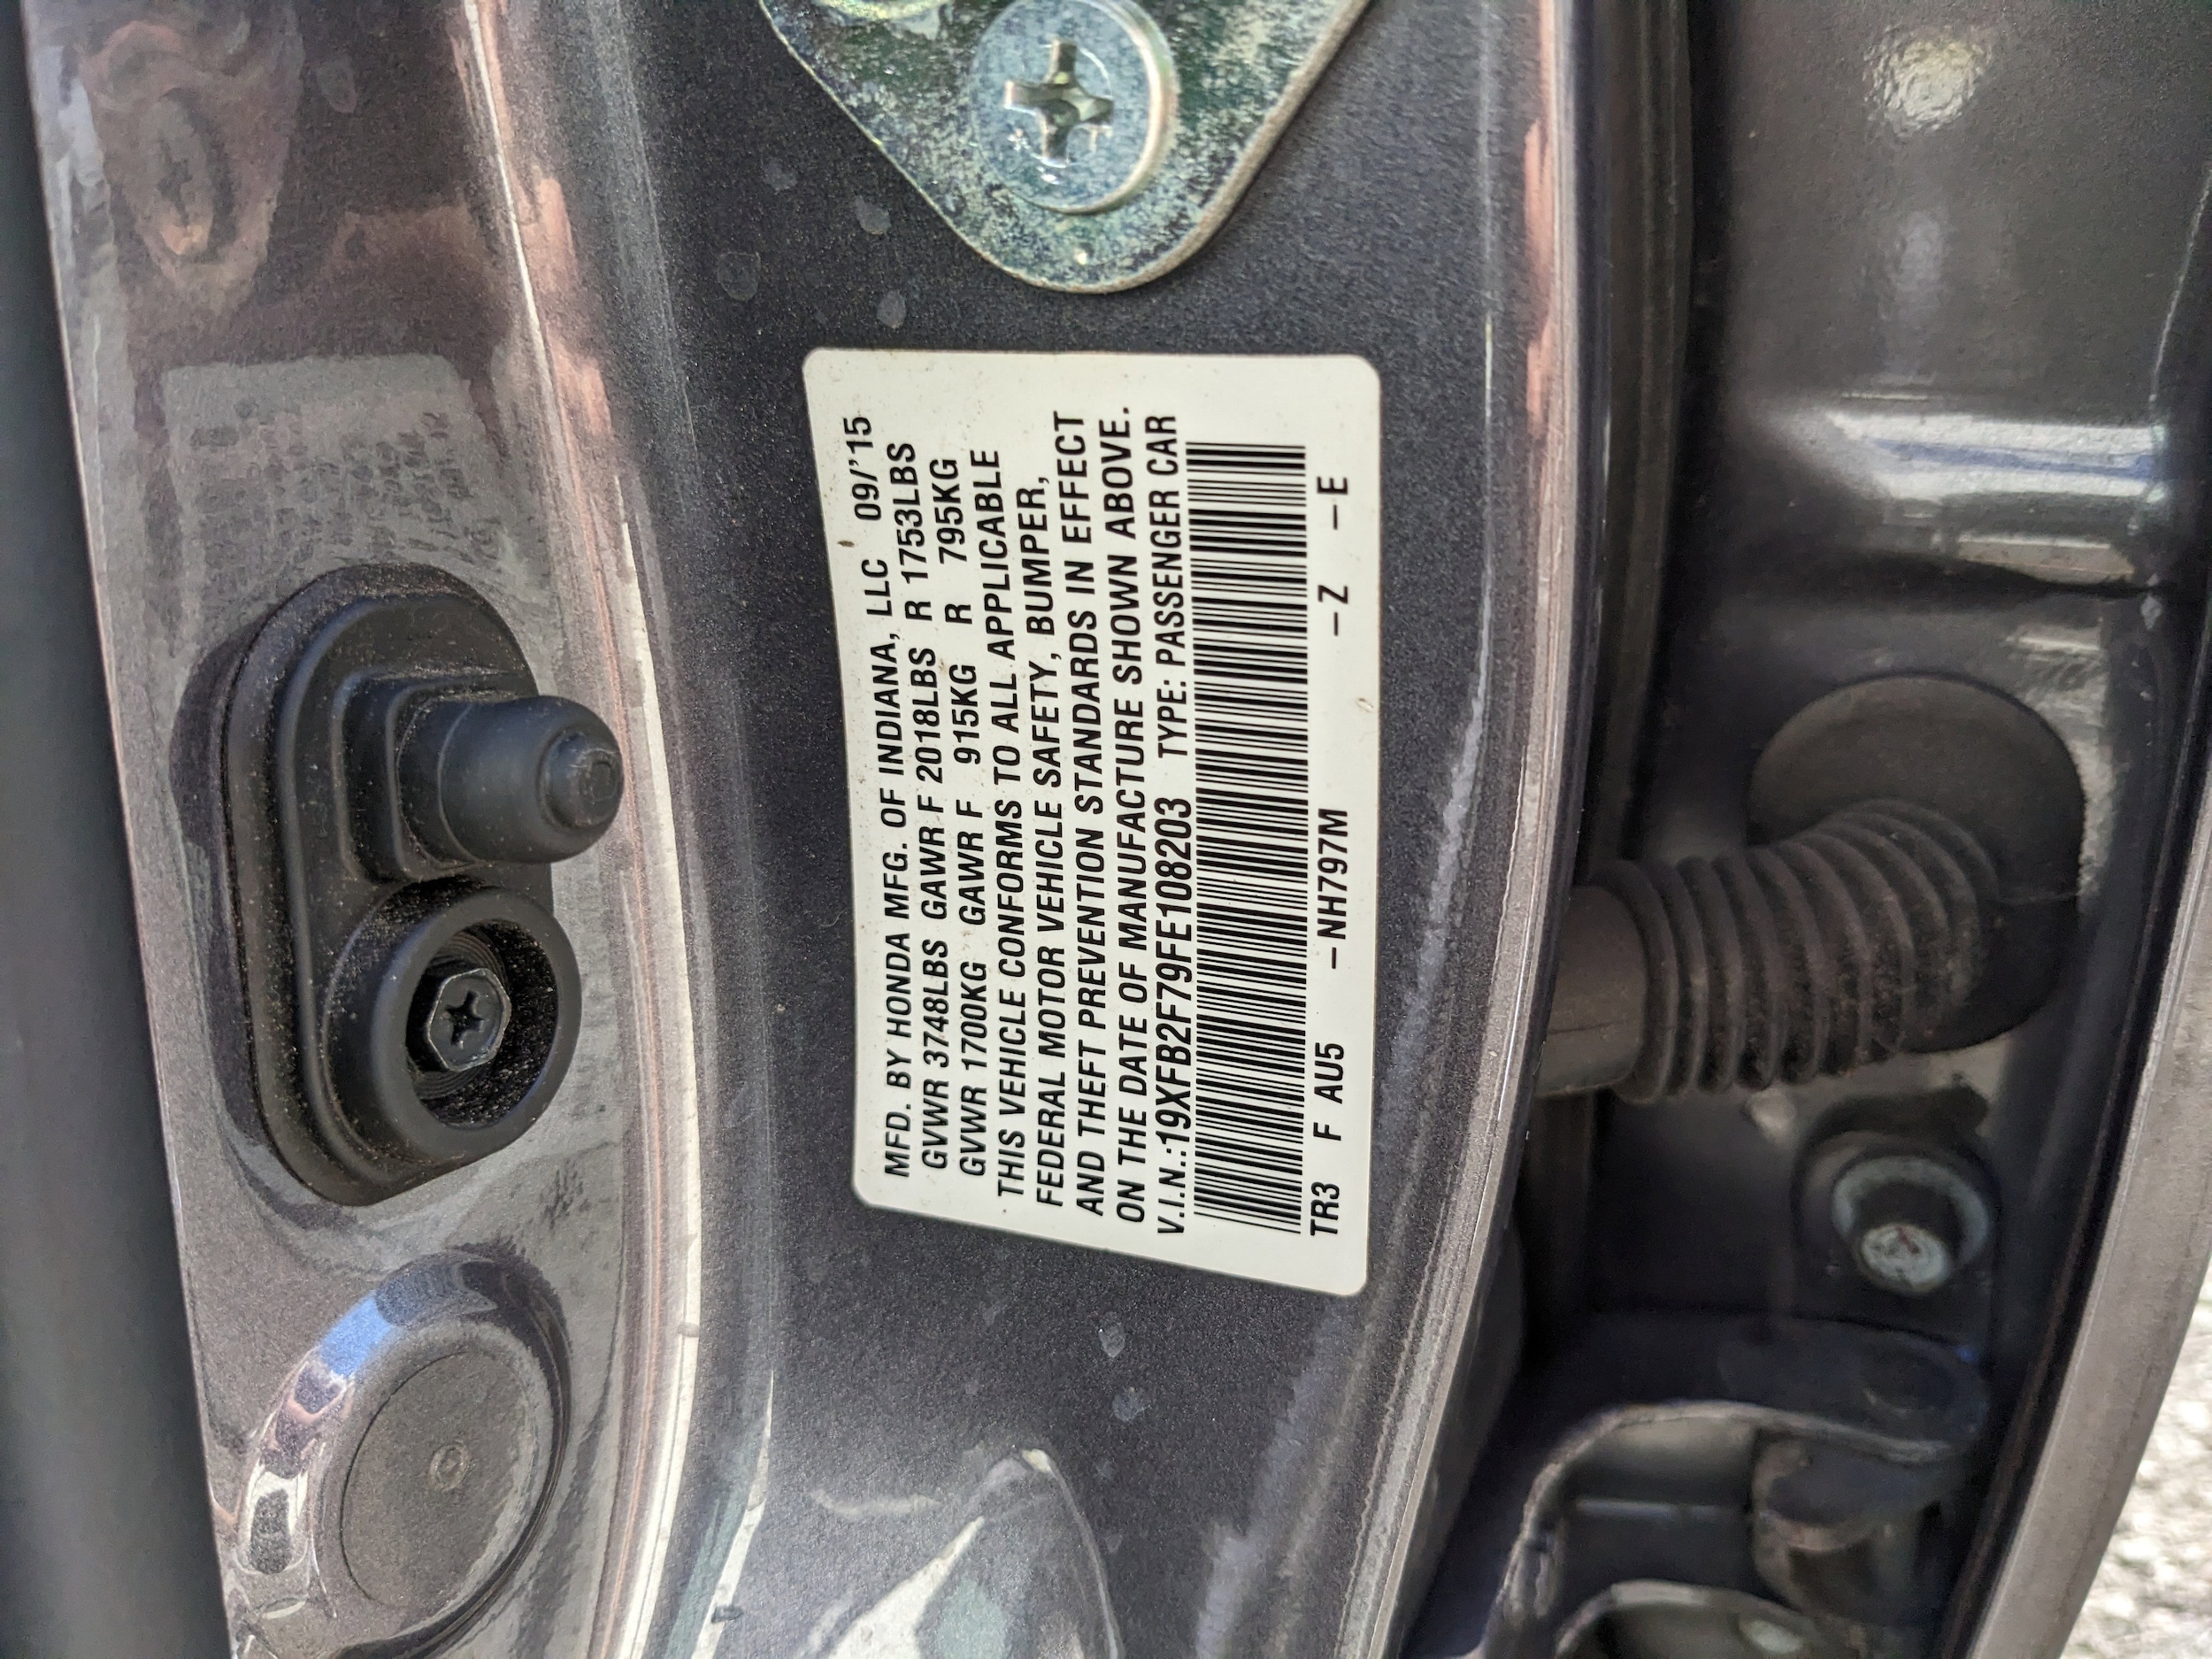 MFD. BY HONDA MFG. OF INDIANA, LLC 09/'15
GVWR 3748LBS GAWR F 2018LBS R 1753LBS
GVWR 1700KG GAWR F 915KG R 795KG
THIS VEHICLE CONFORMS TO ALL APPLICABLE
FEDERAL MOTOR VEHICLE SAFETY, BUMPER,
AND THEFT PREVENTION STANDARDS IN EFFECT
ON THE DATE OF MANUFACTURE SHOWN ABOVE.
V.I.N.:19XFB2F79FE108203 TYPE: PASSENGER CAR
TR3 F AU5 –NH797M –Z –E